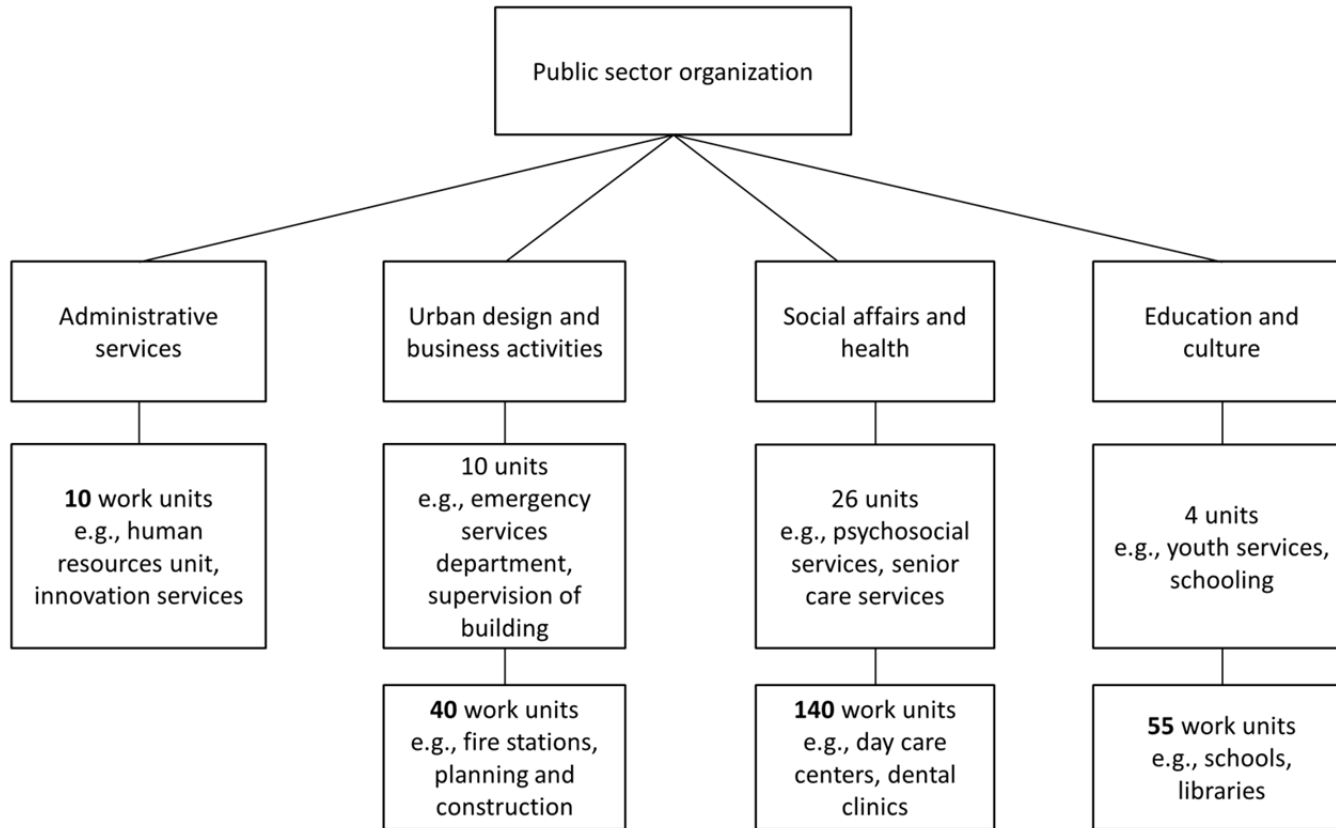 Public sector organization
Administrative
services
Urban design and
business activities
Social affairs and
health
Education and
culture
10 work units
e.g., human
resources unit,
innovation services
10 units
e.g., emergency
services
department,
supervision of
building
26 units
e.g., psychosocial
services, senior
care services
4 units
e.g., youth services,
schooling
40 work units
e.g., fire stations,
planning and
construction
140 work units
e.g., day care
centers, dental
clinics
55 work units
e.g., schools,
libraries